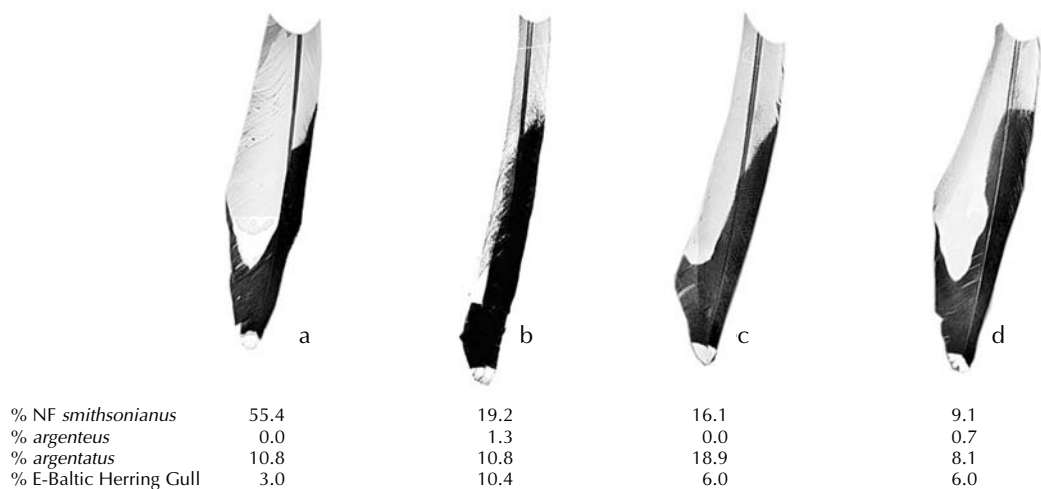 a b c d
% NF smithsonianus 55.4 19.2 16.1 9.1
% argenteus 0.0 1.3 0.0 0.7
% argentatus 10.8 10.8 18.9 8.1
% E-Baltic Herring Gull 3.0 10.4 6.0 6.0